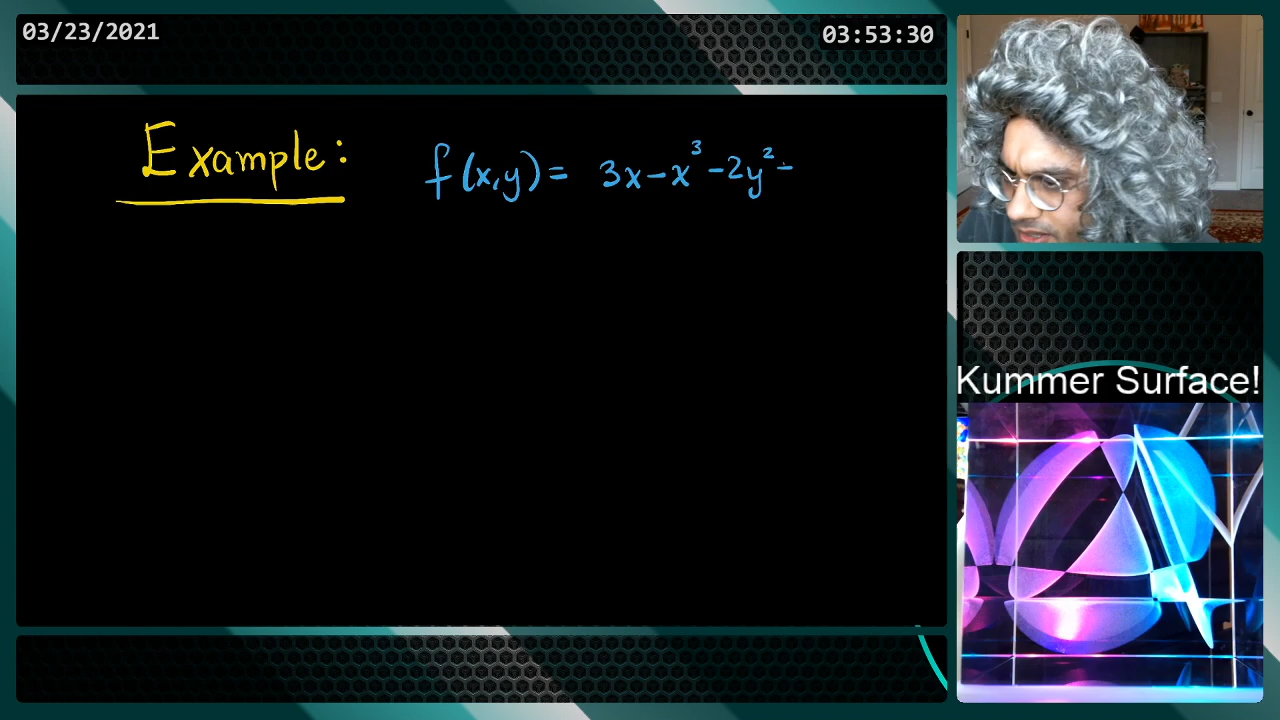 03/23/2021
03:53:30
Example: f(x,y) = 3x-x³-2y²-
Kummer Surface!